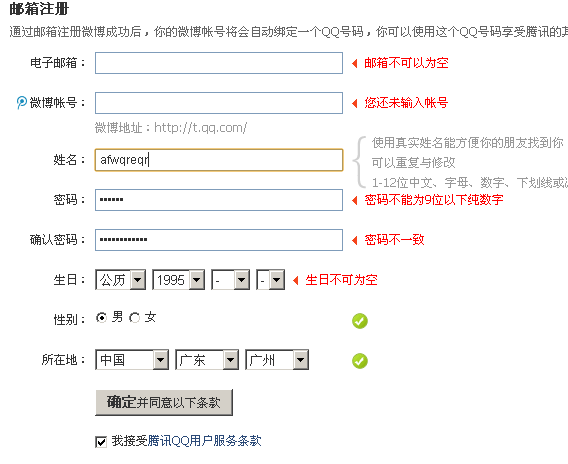 邮箱注册
通过邮箱注册微博成功后，你的微博帐号将会自动绑定一个QQ号码，你可以使用这个QQ号码享受腾讯的
电子邮箱： 邮箱不可以为空
微博帐号： 您还未输入帐号
微博地址：http://t.qq.com/
姓名： afwqreqr 使用真实姓名能方便你的朋友找到你
可以重复与修改
1-12位中文、字母、数字、下划线或
密码： •••••• 密码不能为9位以下纯数字
确认密码： ••••••••••• 密码不一致
生日： 公历 1995 - - 生日不可为空
性别： 男 女
所在地： 中国 广东 广州
确定并同意以下条款
我接受腾讯QQ用户服务条款